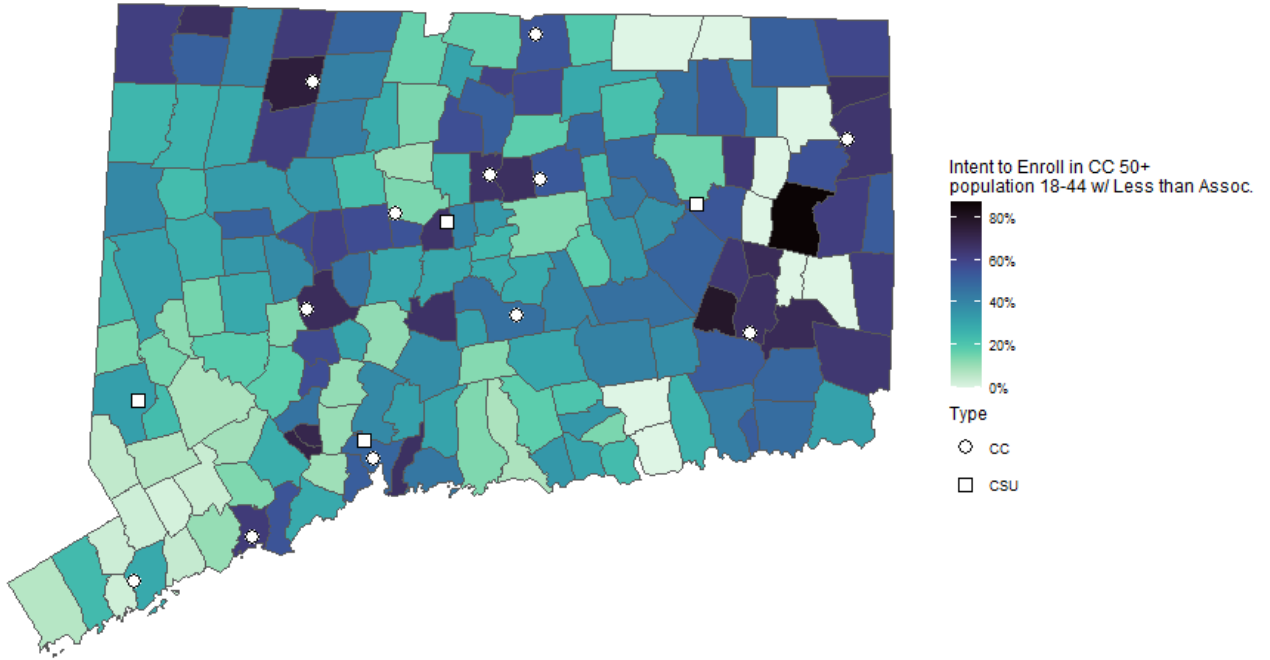 Intent to Enroll in CC 50+
population 18-44 w/ Less than Assoc.
80%
60%
40%
20%
0%
Type
CC
CSU